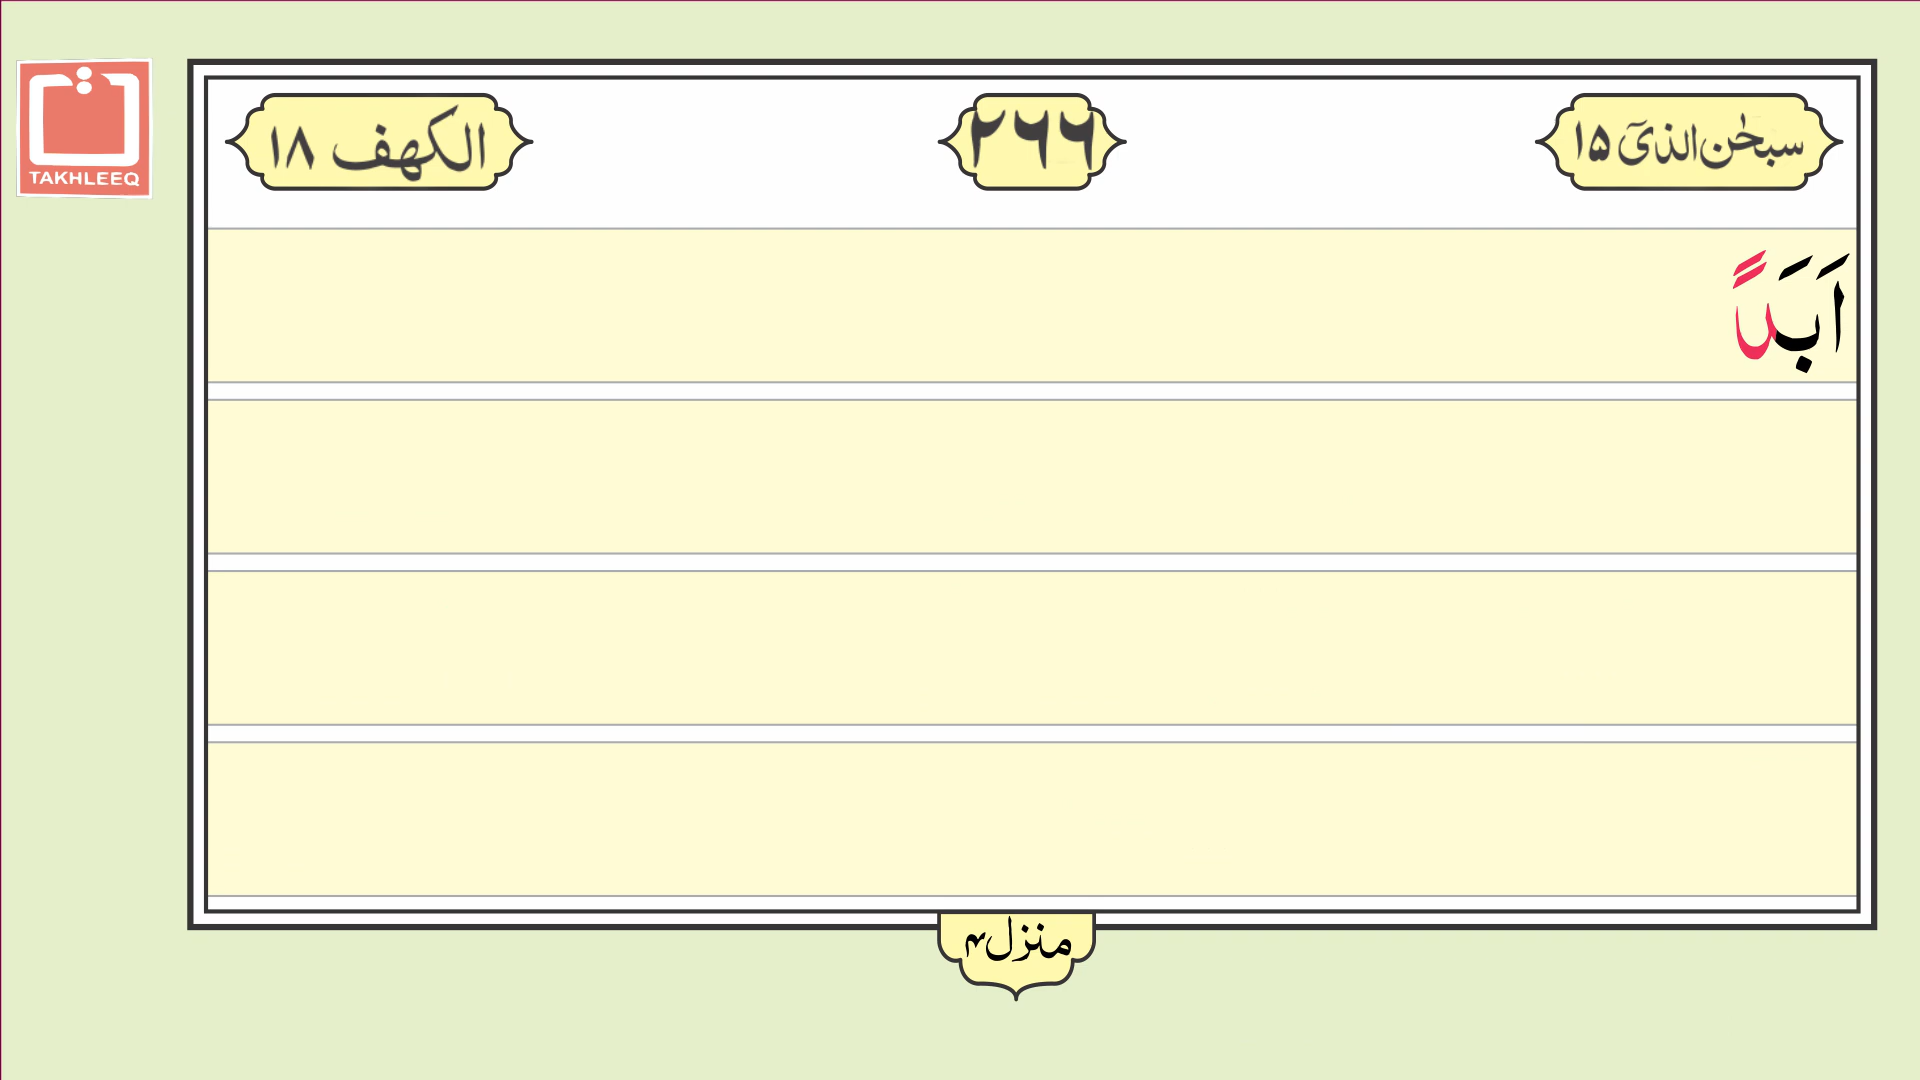 TAKHLEEQ
سبحٰن الذیٓ ۱۵
۲۶۶
الکھف ۱۸
اَبَدًا
منزل۴